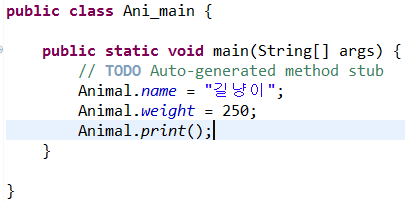 public class Ani_main {
public static void main(String[] args) {
// TODO Auto-generated method stub
Animal.name = "길냥이";
Animal.weight = 250;
Animal.print();
}
}